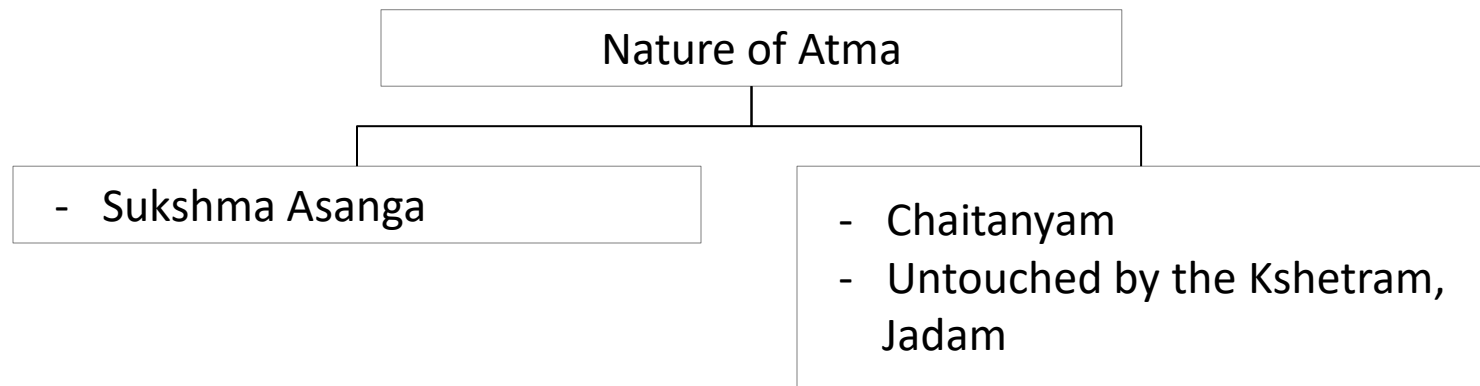 Nature of Atma
- Sukshma Asanga
- Chaitanyam
- Untouched by the Kshetram,
Jadam